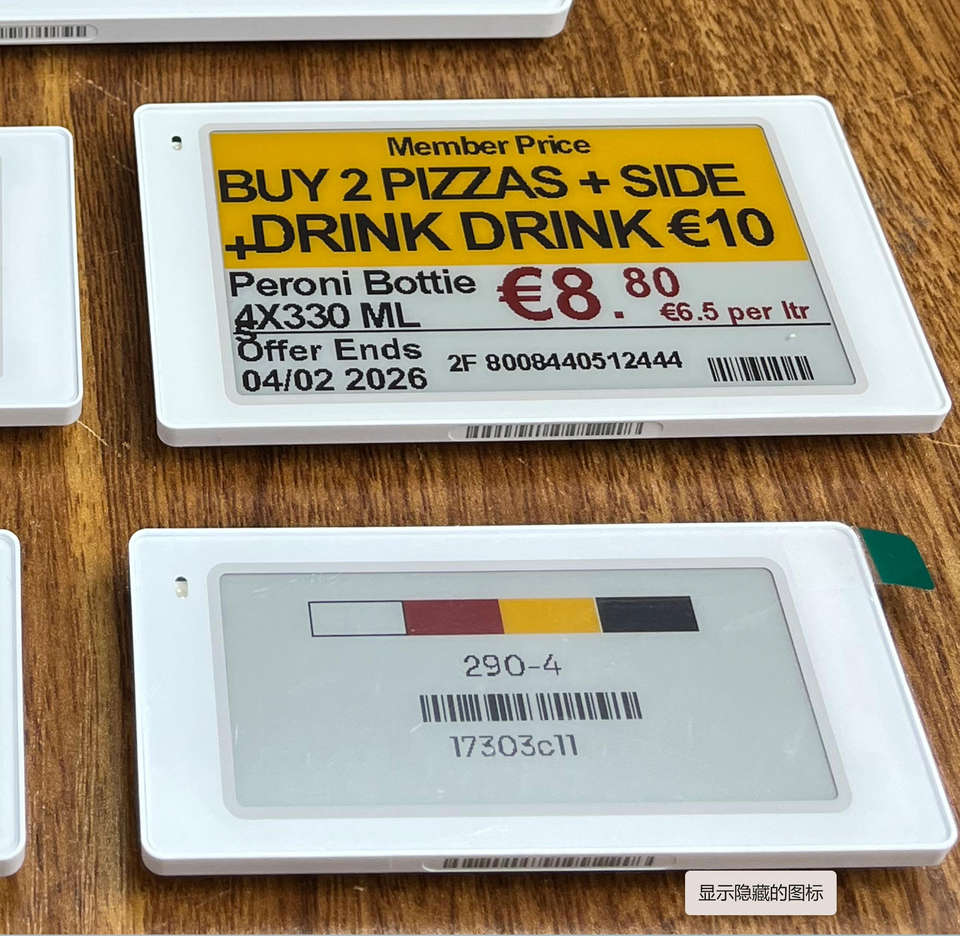 Member Price
BUY 2 PIZZAS + SIDE
+DRINK DRINK €10
Peroni Bottie
4X330 ML
S
€8.80
€6.5 per ltr
Offer Ends
04/02 2026
2F 8008440512444
290-4
17303c11
显示隐藏的图标